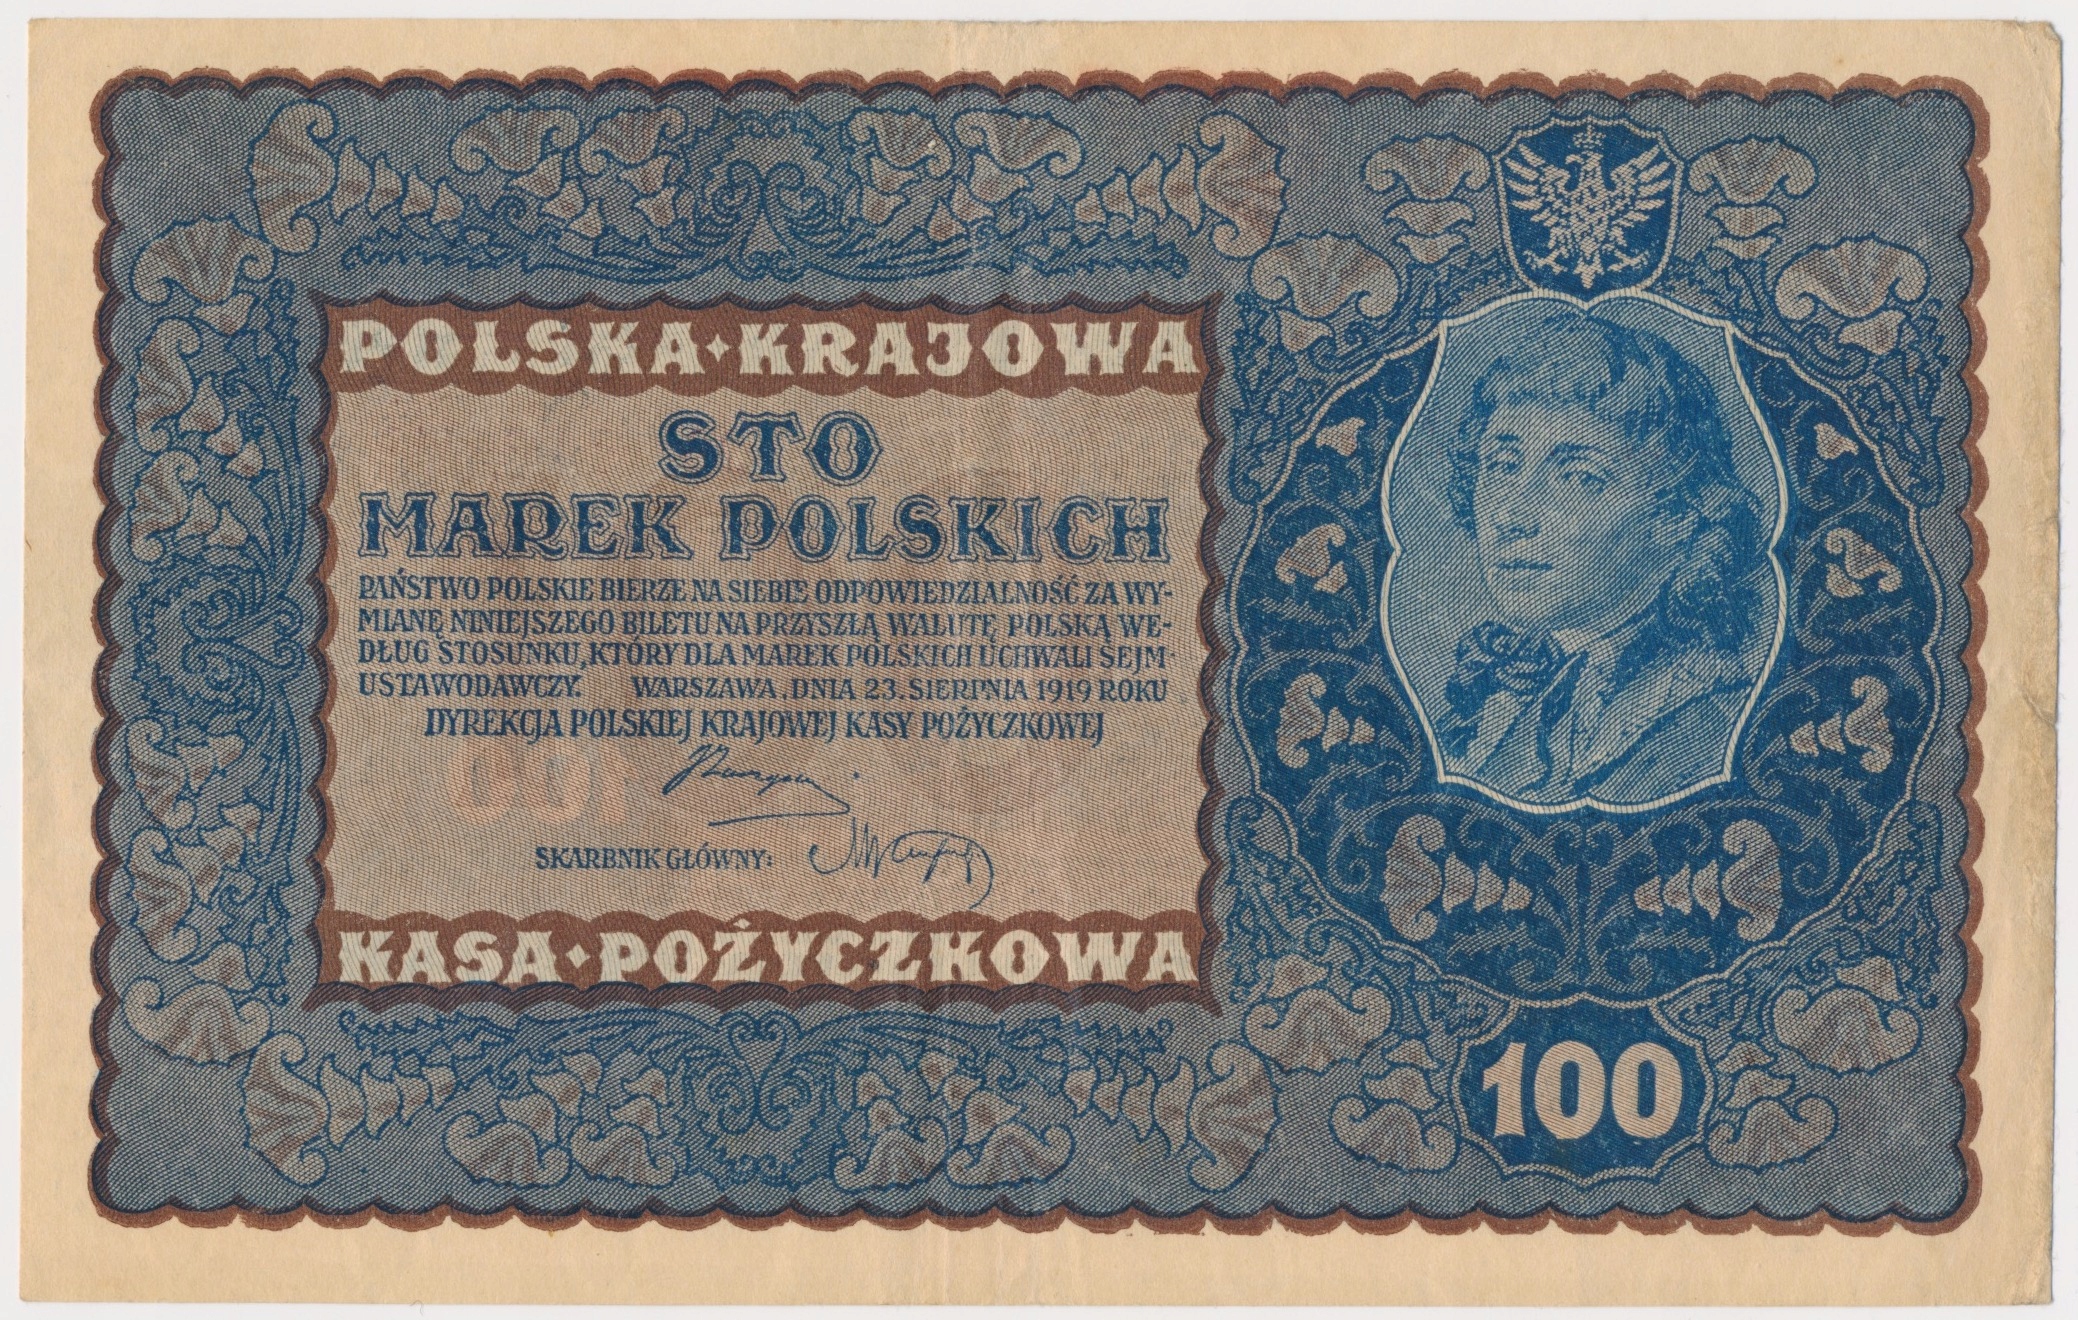 POLSKA KRAJOWA
STO
MAREK POLSKICH
PAŃSTWO POLSKIE BIERZE NA SIEBIE ODPOWIEDZIALNOŚĆ ZA WY-
MIANĘ NINIEJSZEGO BILETU NA PRZYSZŁĄ WALUTĘ POLSKĄ WE-
DŁUG STOSUNKU, KTÓRY DLA MAREK POLSKICH UCHWALI SEJM
USTAWODAWCZY. WARSZAWA, DNIA 23. SIERPNIA 1919 ROKU
DYREKCJA POLSKIEJ KRAJOWEJ KASY POŻYCZKOWEJ
SKARBNIK GŁÓWNY:
KASA POŻYCZKOWA
100